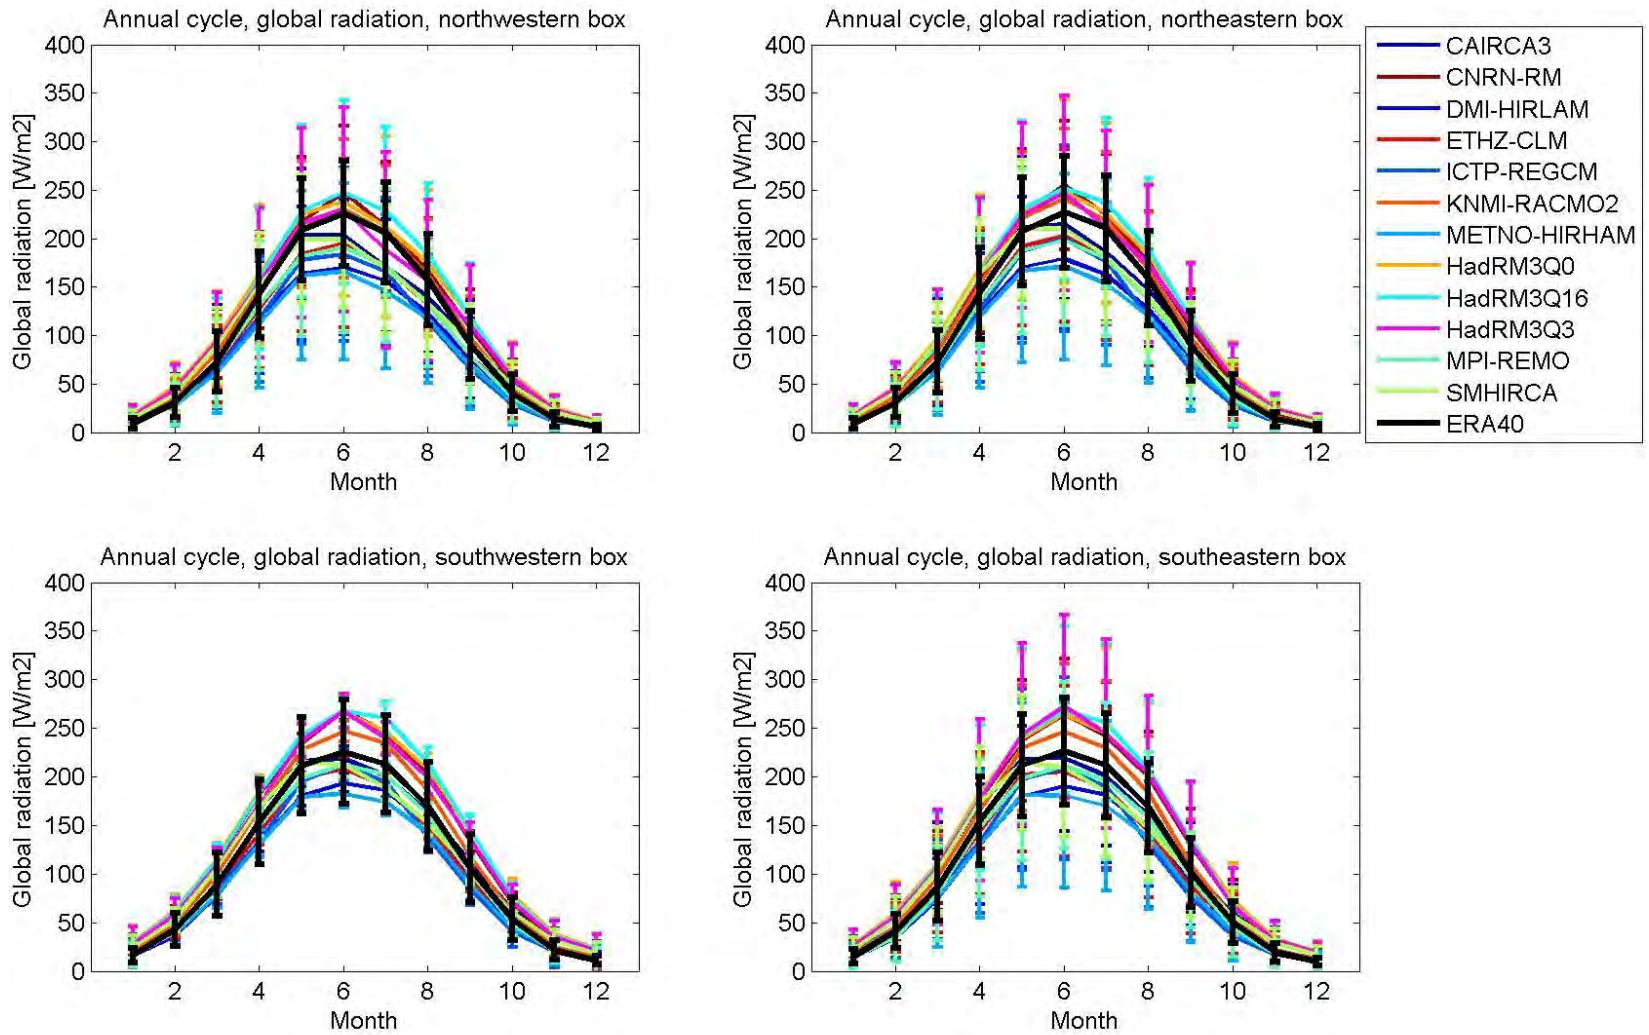 Annual cycle, global radiation, northwestern box
400
350
300
250
200
150
100
50
0
Global radiation [W/m2]
2 4 6 8 10 12
Month
Annual cycle, global radiation, northeastern box
400
350
300
250
200
150
100
50
0
Global radiation [W/m2]
2 4 6 8 10 12
Month
CAIRCA3
CNRN-RM
DMI-HIRLAM
ETHZ-CLM
ICTP-REGCM
KNMI-RACMO2
METNO-HIRHAM
HadRM3Q0
HadRM3Q16
HadRM3Q3
MPI-REMO
SMHIRCA
ERA40
Annual cycle, global radiation, southwestern box
400
350
300
250
200
150
100
50
0
Global radiation [W/m2]
2 4 6 8 10 12
Month
Annual cycle, global radiation, southeastern box
400
350
300
250
200
150
100
50
0
Global radiation [W/m2]
2 4 6 8 10 12
Month